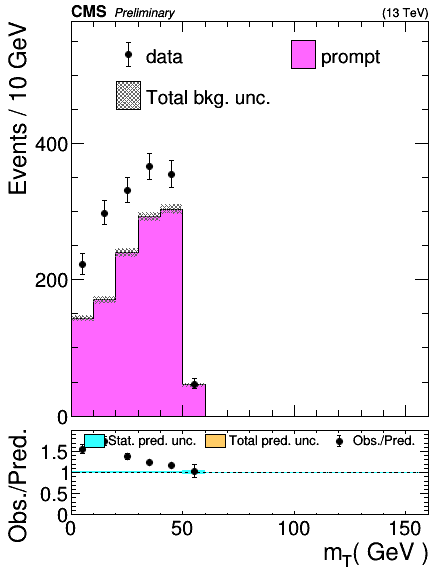 CMS Preliminary (13 TeV)
data
prompt
Total bkg. unc.
Events / 10 GeV
400
200
0
Stat. pred. unc.
Total pred. unc.
Obs./Pred.
Obs./Pred.
1.5
1
0.5
0
0 50 100 150
m_T( GeV )